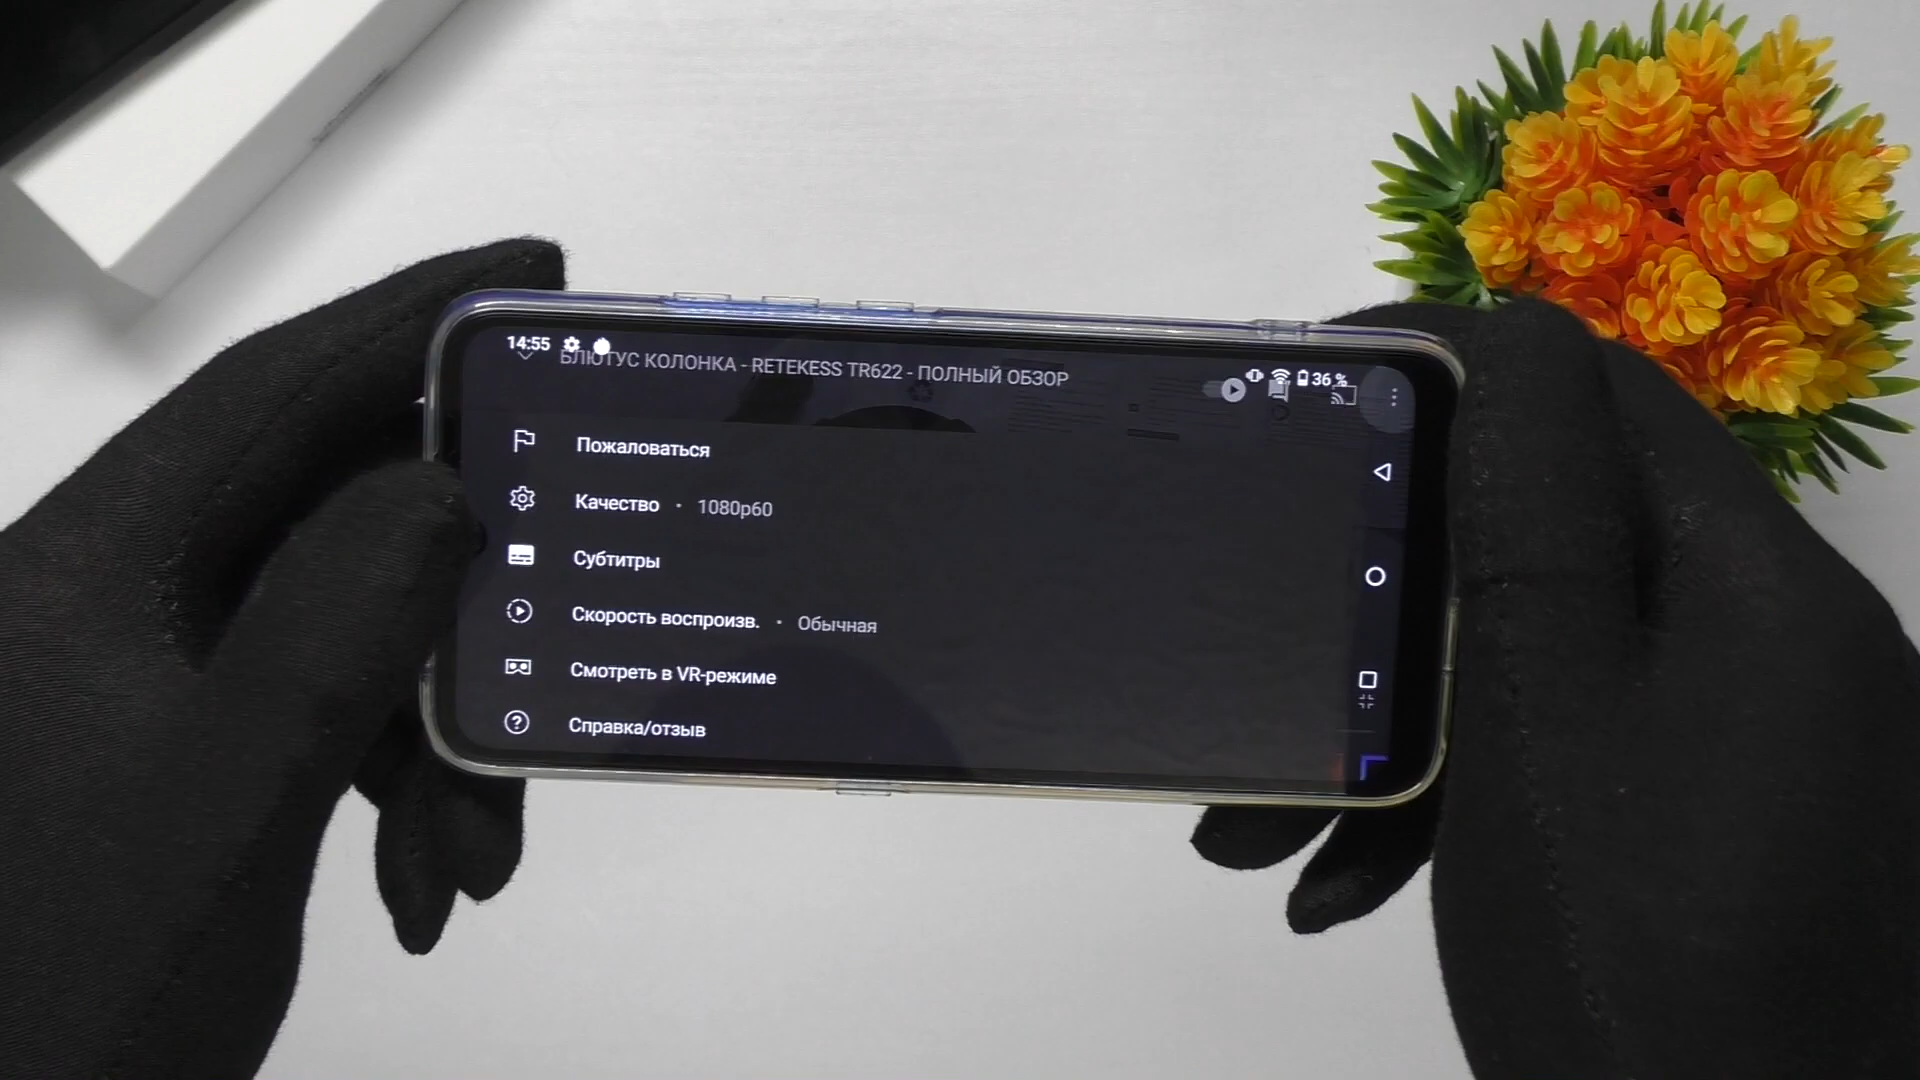 14:55
БЛЮТУС КОЛОНКА - RETEKESS TR622 - ПОЛНЫЙ ОБЗОР
36 %
Пожаловаться
Качество • 1080p60
Субтитры
Скорость воспроизв. • Обычная
Смотреть в VR-режиме
Справка/отзыв